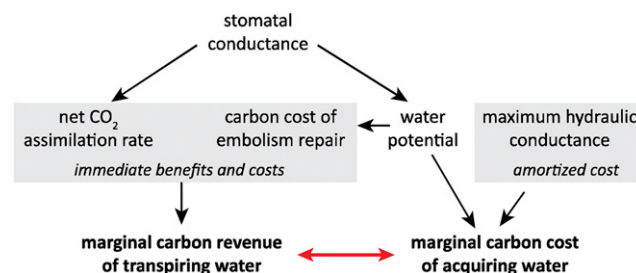 stomatal
conductance
net CO₂
assimilation rate
carbon cost of
embolism repair
immediate benefits and costs
water
potential
maximum hydraulic
conductance
amortized cost
marginal carbon revenue
of transpiring water
marginal carbon cost
of acquiring water